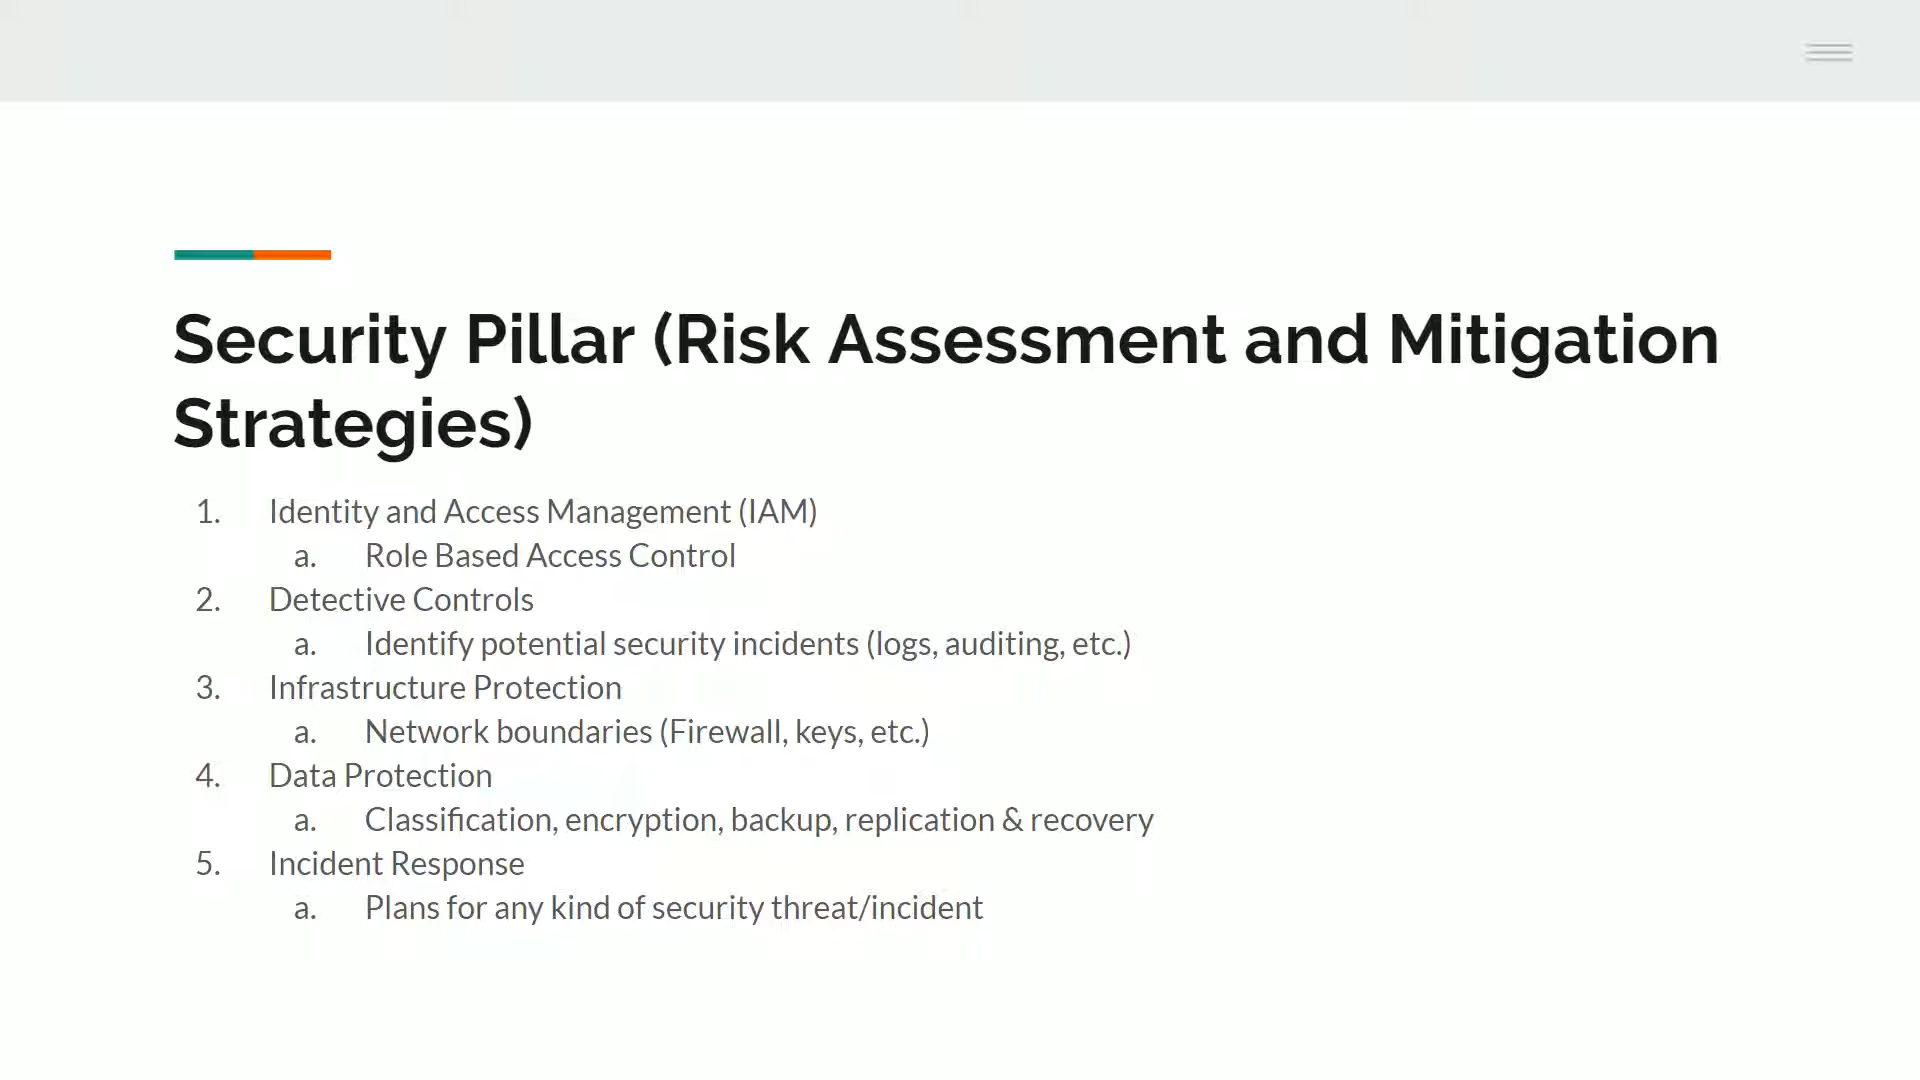 Security Pillar (Risk Assessment and Mitigation
Strategies)
1. Identity and Access Management (IAM)
a. Role Based Access Control
2. Detective Controls
a. Identify potential security incidents (logs, auditing, etc.)
3. Infrastructure Protection
a. Network boundaries (Firewall, keys, etc.)
4. Data Protection
a. Classification, encryption, backup, replication & recovery
5. Incident Response
a. Plans for any kind of security threat/incident